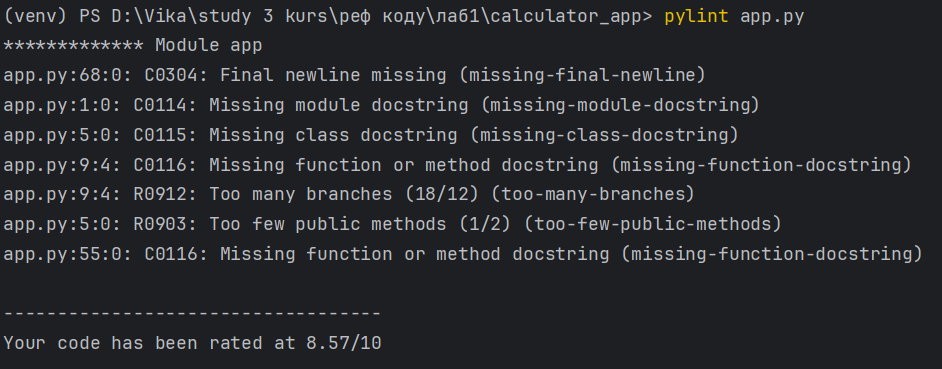 (venv) PS D:\Vika\study 3 kurs\реф коду\лаб1\calculator_app> pylint app.py
************* Module app
app.py:68:0: C0304: Final newline missing (missing-final-newline)
app.py:1:0: C0114: Missing module docstring (missing-module-docstring)
app.py:5:0: C0115: Missing class docstring (missing-class-docstring)
app.py:9:4: C0116: Missing function or method docstring (missing-function-docstring)
app.py:9:4: R0912: Too many branches (18/12) (too-many-branches)
app.py:5:0: R0903: Too few public methods (1/2) (too-few-public-methods)
app.py:55:0: C0116: Missing function or method docstring (missing-function-docstring)
-----------------------------------
Your code has been rated at 8.57/10